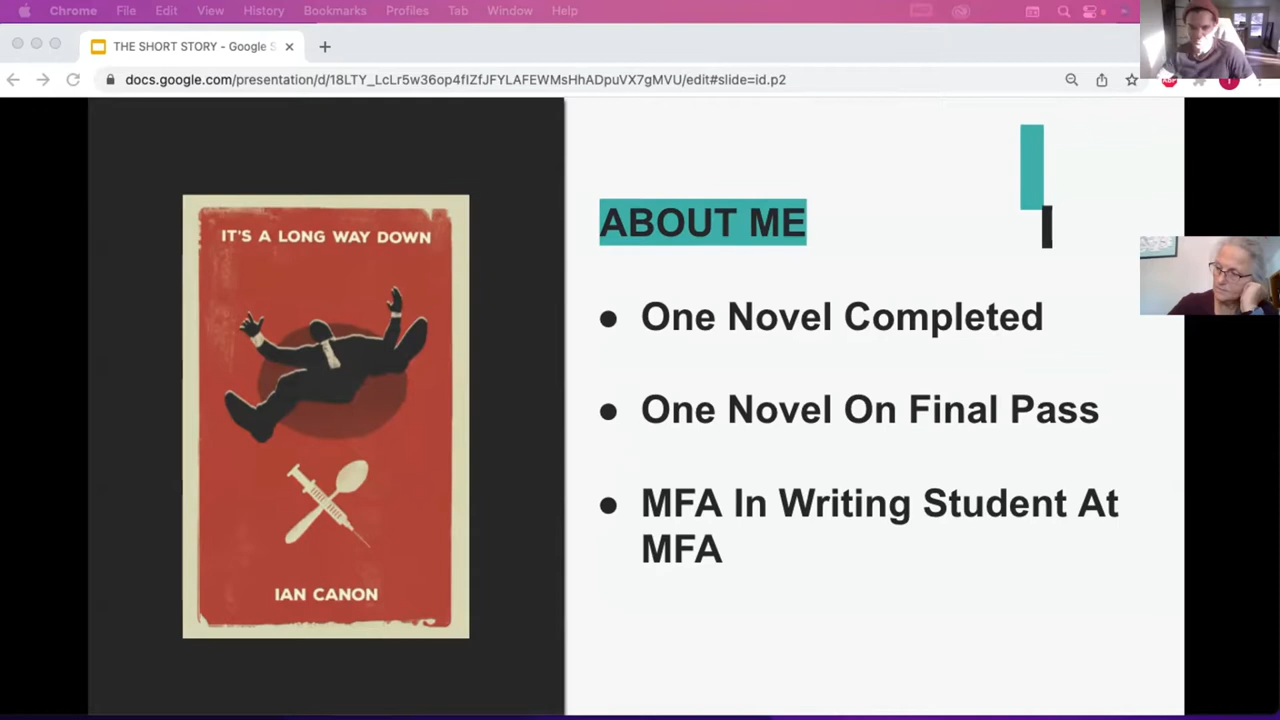 Chrome File Edit View History Bookmarks Profiles Tab Window Help
THE SHORT STORY - Google S
docs.google.com/presentation/d/18LTY_LcLr5w36op4fIZfJFYLAFEWMsHhADpuVX7gMVU/edit#slide=id.p2
IT'S A LONG WAY DOWN
IAN CANON
ABOUT ME
● One Novel Completed
● One Novel On Final Pass
● MFA In Writing Student At
MFA